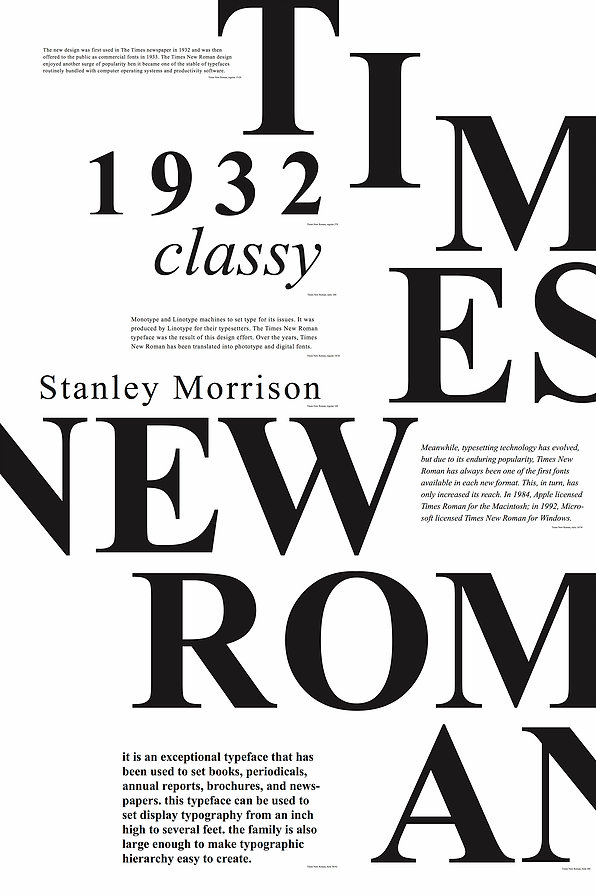 T
The new design was first used in The Times newspaper in 1932 and was then
offered to the public as commercial fonts in 1933. The Times New Roman design
enjoyed another surge of popularity hen it became one of the stable of typefaces
routinely bundled with computer operating systems and productivity software.
I
M
1932
classy
ES
Monotype and Linotype machines to set type for its issues. It was
produced by Linotype for their typesetters. The Times New Roman
typeface was the result of this design effort. Over the years, Times
New Roman has been translated into phototype and digital fonts.
Stanley Morrison
NEW
Meanwhile, typesetting technology has evolved,
but due to its enduring popularity, Times New
Roman has always been one of the first fonts
available in each new format. This, in turn, has
only increased its reach. In 1984, Apple licensed
Times Roman for the Macintosh; in 1992, Micro-
soft licensed Times New Roman for Windows.
ROM
AN
it is an exceptional typeface that has
been used to set books, periodicals,
annual reports, brochures, and news-
papers. this typeface can be used to
set display typography from an inch
high to several feet. the family is also
large enough to make typographic
hierarchy easy to create.